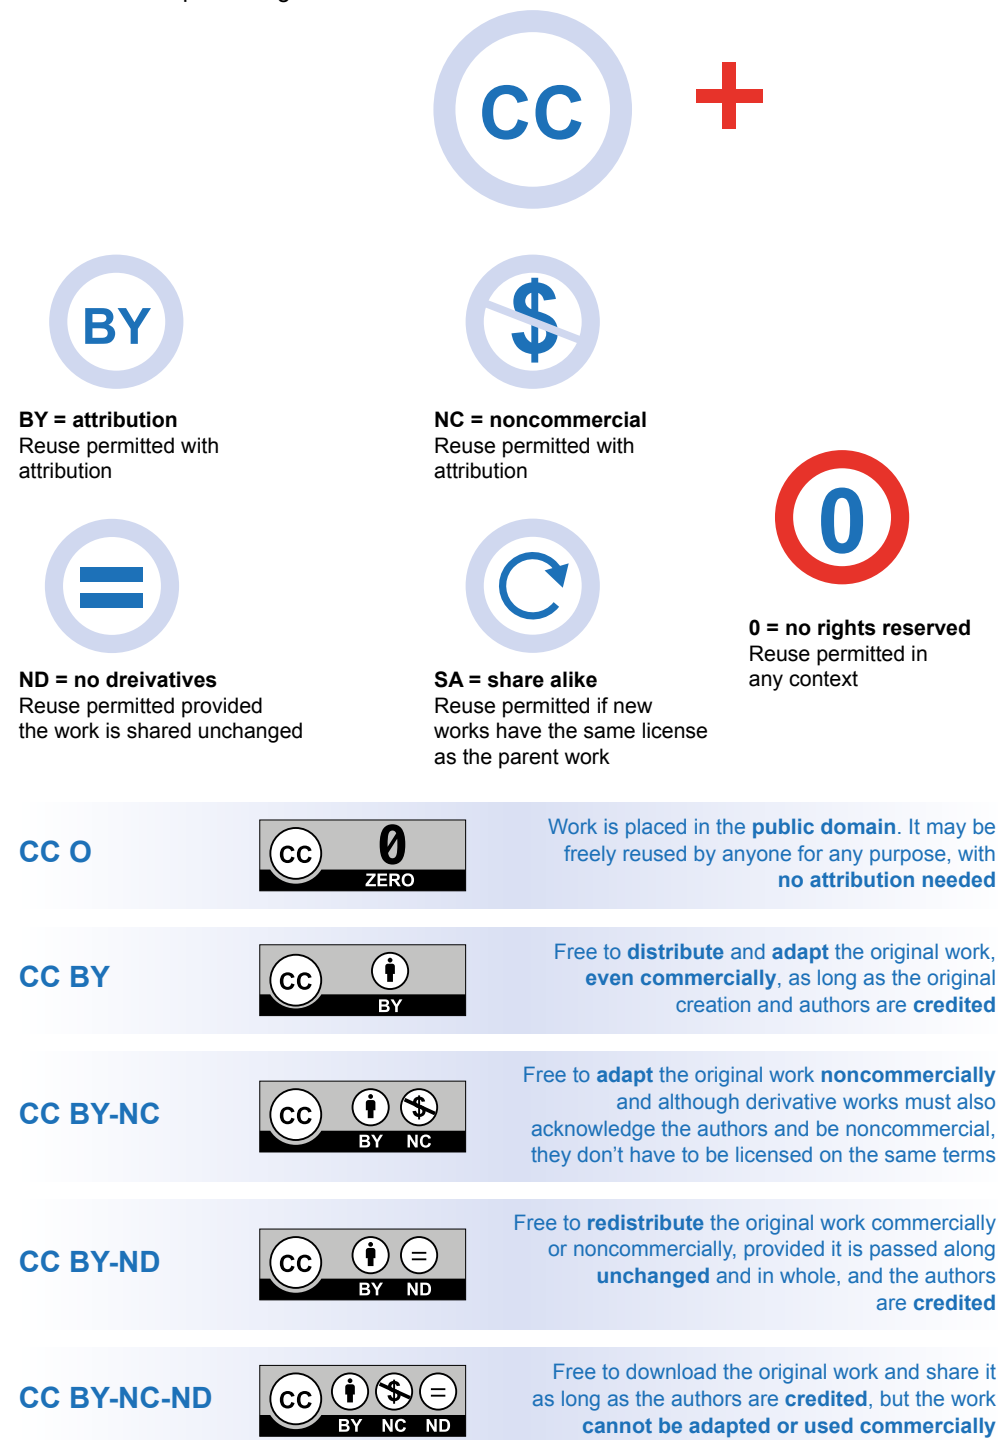 CC
BY
$
BY = attribution
Reuse permitted with
attribution
NC = noncommercial
Reuse permitted with
attribution
0
0 = no rights reserved
Reuse permitted in
any context
ND = no dreivatives
Reuse permitted provided
the work is shared unchanged
SA = share alike
Reuse permitted if new
works have the same license
as the parent work
CC O
CC 0
ZERO
Work is placed in the public domain. It may be
freely reused by anyone for any purpose, with
no attribution needed
CC BY
CC
BY
Free to distribute and adapt the original work,
even commercially, as long as the original
creation and authors are credited
CC BY-NC
CC $
BY NC
Free to adapt the original work noncommercially
and although derivative works must also
acknowledge the authors and be noncommercial,
they don't have to be licensed on the same terms
CC BY-ND
CC =
BY ND
Free to redistribute the original work commercially
or noncommercially, provided it is passed along
unchanged and in whole, and the authors
are credited
CC BY-NC-ND
CC $ =
BY NC ND
Free to download the original work and share it
as long as the authors are credited, but the work
cannot be adapted or used commercially